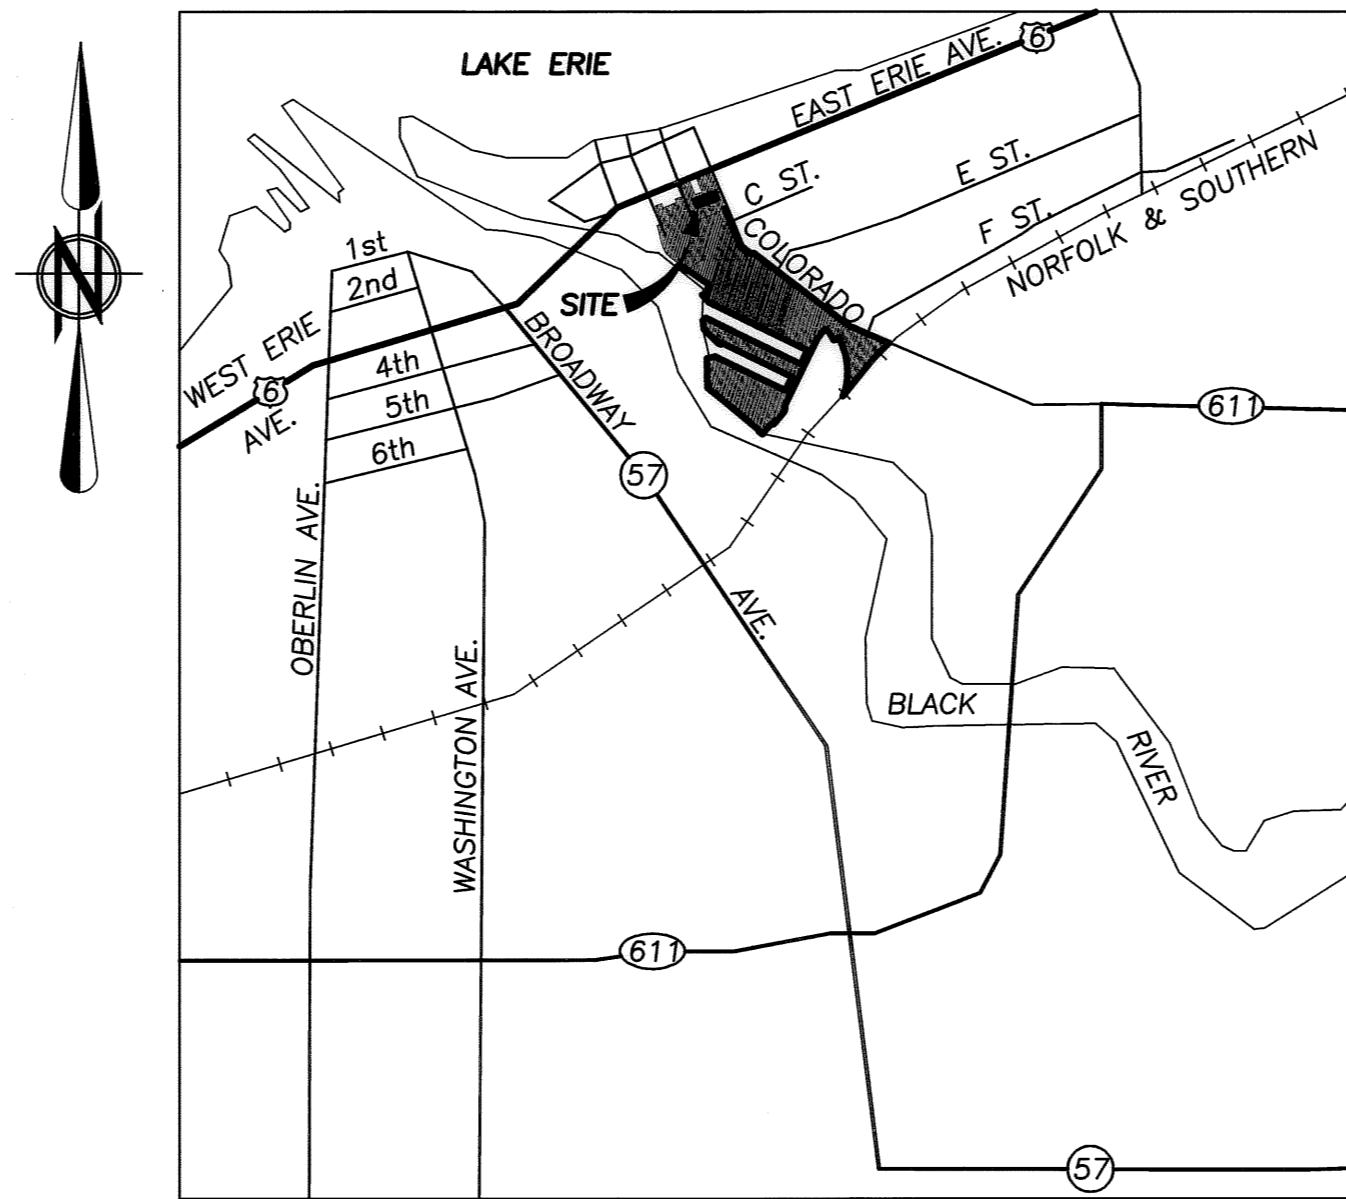 LAKE ERIE
EAST ERIE AVE.
6
C ST.
E ST.
F ST.
NORFOLK & SOUTHERN
COLORADO
SITE
N
1st
2nd
WEST ERIE
AVE.
6
4th
5th
6th
BROADWAY
57
AVE.
611
OBERLIN AVE.
WASHINGTON AVE.
BLACK
RIVER
611
57